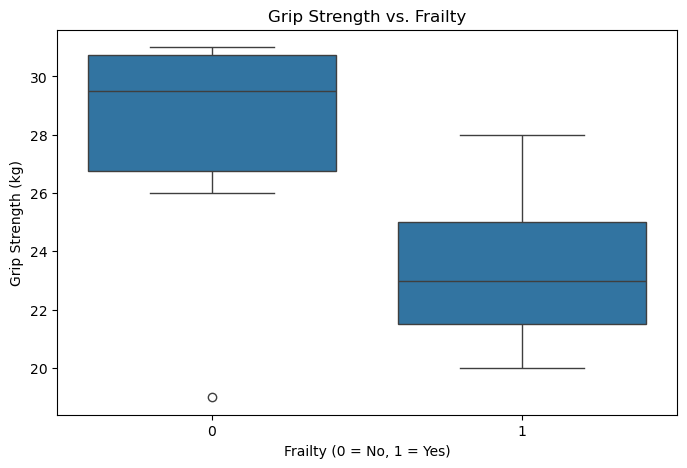 Grip Strength vs. Frailty
Grip Strength (kg)
30
28
26
24
22
20
0
1
Frailty (0 = No, 1 = Yes)